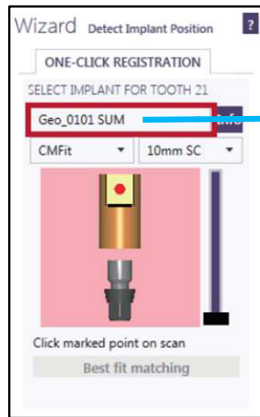 Wizard Detect Implant Position ?
ONE-CLICK REGISTRATION
SELECT IMPLANT FOR TOOTH 21
Geo_0101 SUM Info
CMFit 10mm SC
Click marked point on scan
Best fit matching